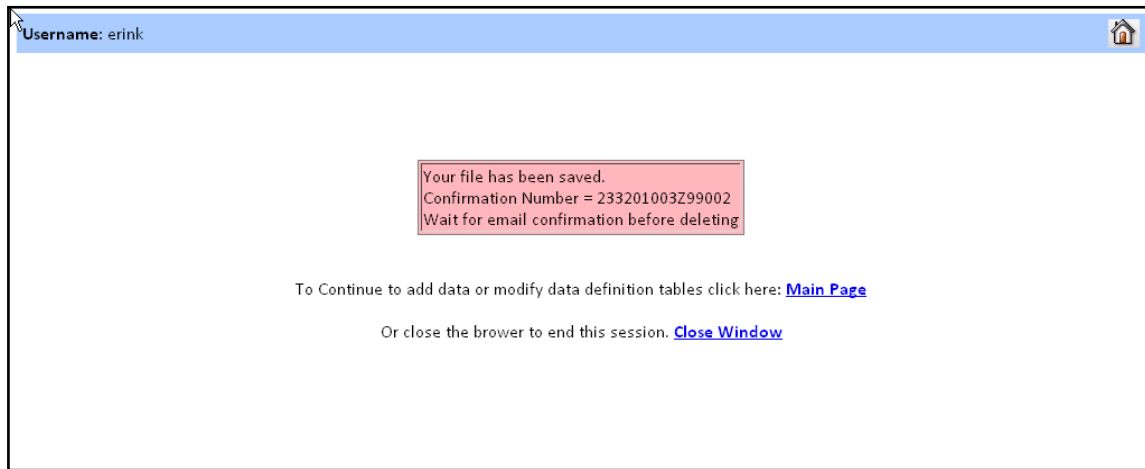 Username: erink
Your file has been saved.
Confirmation Number = 233201003Z99002
Wait for email confirmation before deleting
To Continue to add data or modify data definition tables click here: Main Page
Or close the brower to end this session. Close Window